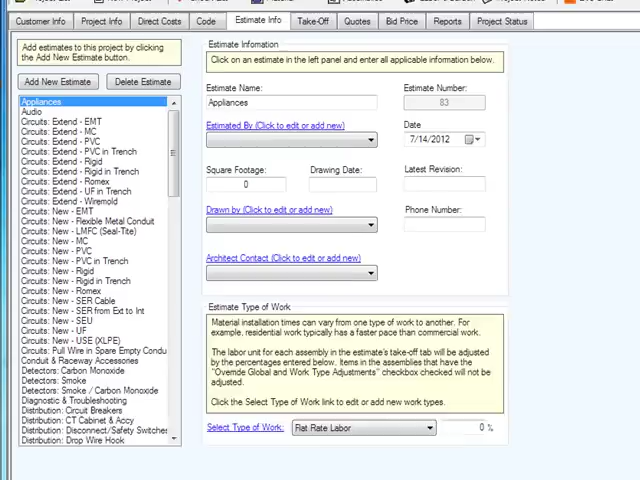 Customer Info
Project Info
Direct Costs
Code
Estimate Info
Take-Off
Quotes
Bid Price
Reports
Project Status
Add estimates to this project by clicking
the Add New Estimate button.
Add New Estimate
Delete Estimate
Appliances
Audio
Circuits: Extend - EMT
Circuits: Extend - MC
Circuits: Extend - PVC
Circuits: Extend - PVC in Trench
Circuits: Extend - Rigid
Circuits: Extend - Rigid in Trench
Circuits: Extend - Romex
Circuits: Extend - UF in Trench
Circuits: Extend - Wiremold
Circuits: New - EMT
Circuits: New - Flexible Metal Conduit
Circuits: New - LMFC (Seal-Tite)
Circuits: New - MC
Circuits: New - PVC
Circuits: New - PVC in Trench
Circuits: New - Rigid
Circuits: New - Rigid in Trench
Circuits: New - Romex
Circuits: New - SER Cable
Circuits: New - SER from Ext to Int
Circuits: New - SEU
Circuits: New - UF
Circuits: New - USE (XLPE)
Circuits: Pull Wire in Spare Empty Condu
Conduit & Raceway Accessories
Detectors: Carbon Monoxide
Detectors: Smoke
Detectors: Smoke / Carbon Monoxide
Diagnostic & Troubleshooting
Distribution: Circuit Breakers
Distribution: CT Cabinet & Accy
Distribution: Disconnect/Safety Switches
Distribution: Drop Wire Hook
Estimate Infomation
Click on an estimate in the left panel and enter all applicable information below.
Estimate Name:
Estimate Number:
Appliances
83
Estimated By (Click to edit or add new)
Date
7/14/2012
Square Footage:
Drawing Date:
Latest Revision:
0
Drawn by (Click to edit or add new)
Phone Number:
Architect Contact (Click to edit or add new)
Estimate Type of Work
Material installation times can vary from one type of work to another. For
example, residential work typically has a faster pace than commercial work.
The labor unit for each assembly in the estimate's take-off tab will be adjusted
by the percentages entered below. Items in the assemblies that have the
"Override Global and Work Type Adjustments" checkbox checked will not be
adjusted.
Click the Select Type of Work link to edit or add new work types.
Select Type of Work:
Flat Rate Labor
0 %